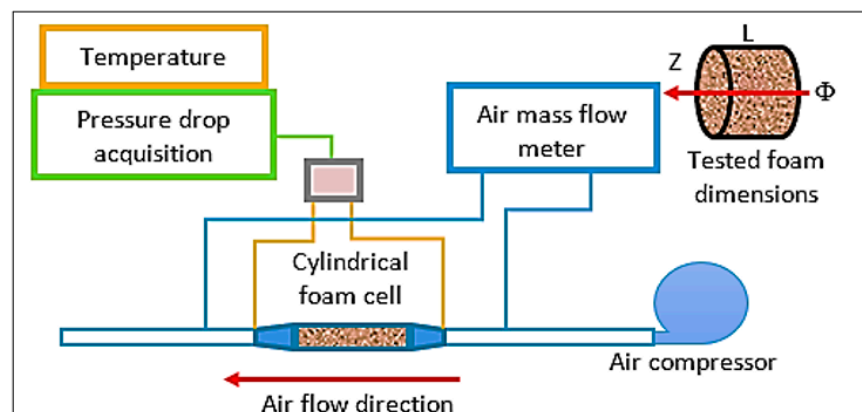 Temperature
Pressure drop
acquisition
Air mass flow
meter
L
Z
Φ
Tested foam
dimensions
Cylindrical
foam cell
Air compressor
Air flow direction